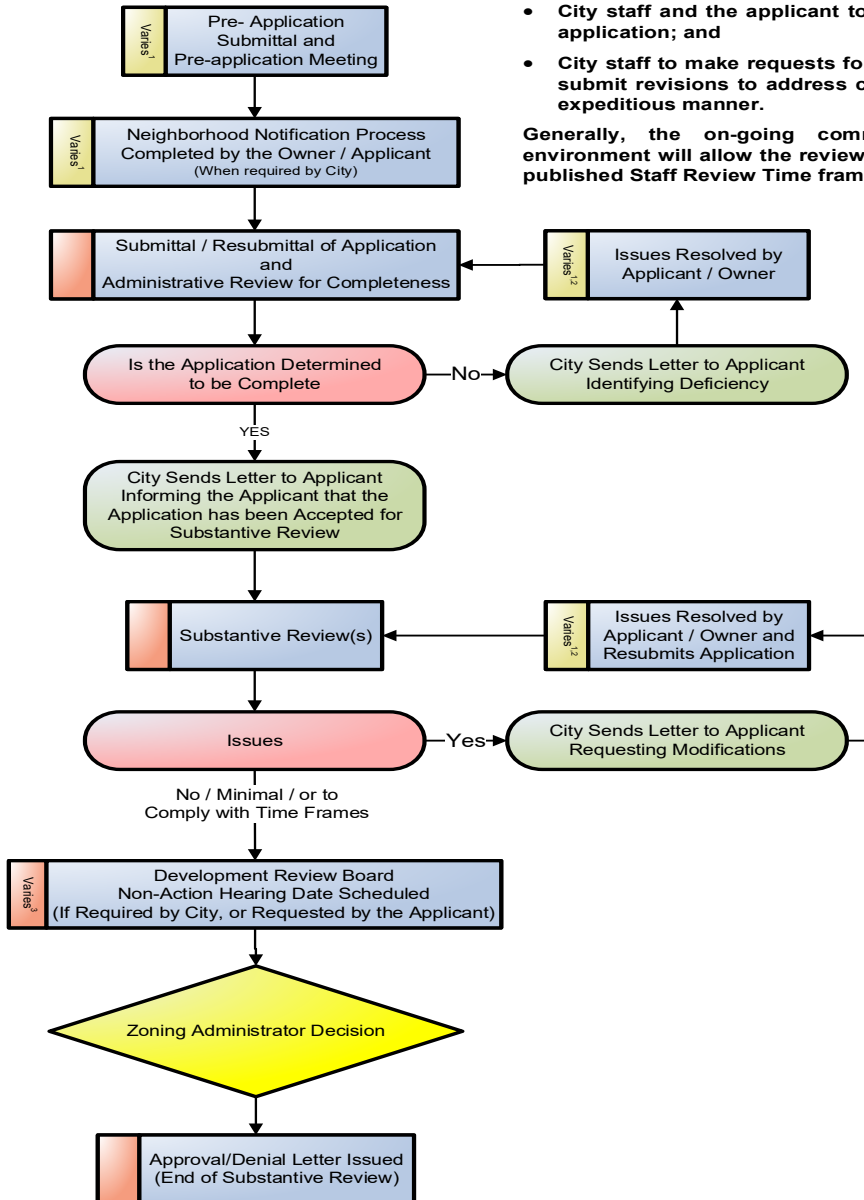 Varies¹
Pre- Application
Submittal and
Pre-application Meeting
• City staff and the applicant to
application; and
• City staff to make requests fo
submit revisions to address o
expeditious manner.
Generally, the on-going comm
environment will allow the review
published Staff Review Time fram
Varies¹
Neighborhood Notification Process
Completed by the Owner / Applicant
(When required by City)
Submittal / Resubmittal of Application
and
Administrative Review for Completeness
Varies¹,²
Issues Resolved by
Applicant / Owner
Is the Application Determined
to be Complete
No
City Sends Letter to Applicant
Identifying Deficiency
YES
City Sends Letter to Applicant
Informing the Applicant that the
Application has been Accepted for
Substantive Review
Substantive Review(s)
Varies¹,²
Issues Resolved by
Applicant / Owner and
Resubmits Application
Issues
Yes
City Sends Letter to Applicant
Requesting Modifications
No / Minimal / or to
Comply with Time Frames
Varies³
Development Review Board
Non-Action Hearing Date Scheduled
(If Required by City, or Requested by the Applicant)
Zoning Administrator Decision
Approval/Denial Letter Issued
(End of Substantive Review)